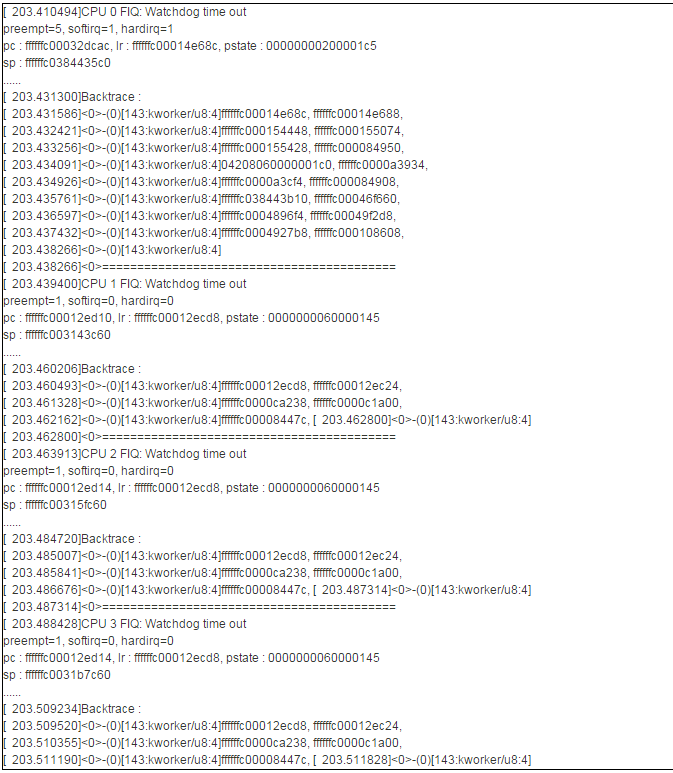 [  203.410494]CPU 0 FIQ: Watchdog time out
preempt=5, softirq=1, hardirq=1
pc : ffffffc00032dcac, lr : ffffffc00014e68c, pstate : 00000000200001c5
sp : ffffffc0384435c0
......
[  203.431300]Backtrace :
[  203.431586]<0>-(0)[143:kworker/u8:4]ffffffc00014e68c, ffffffc00014e688,
[  203.432421]<0>-(0)[143:kworker/u8:4]ffffffc000154448, ffffffc000155074,
[  203.433256]<0>-(0)[143:kworker/u8:4]ffffffc000155428, ffffffc000084950,
[  203.434091]<0>-(0)[143:kworker/u8:4]04208060000001c0, ffffffc0000a3934,
[  203.434926]<0>-(0)[143:kworker/u8:4]ffffffc0000a3cf4, ffffffc000084908,
[  203.435761]<0>-(0)[143:kworker/u8:4]ffffffc038443b10, ffffffc00046f660,
[  203.436597]<0>-(0)[143:kworker/u8:4]ffffffc0004896f4, ffffffc00049f2d8,
[  203.437432]<0>-(0)[143:kworker/u8:4]ffffffc0004927b8, ffffffc000108608,
[  203.438266]<0>-(0)[143:kworker/u8:4]
[  203.438266]<0>==========================================
[  203.439400]CPU 1 FIQ: Watchdog time out
preempt=1, softirq=0, hardirq=0
pc : ffffffc00012ed10, lr : ffffffc00012ecd8, pstate : 0000000060000145
sp : ffffffc003143c60
......
[  203.460206]Backtrace :
[  203.460493]<0>-(0)[143:kworker/u8:4]ffffffc00012ecd8, ffffffc00012ec24,
[  203.461328]<0>-(0)[143:kworker/u8:4]ffffffc0000ca238, ffffffc0000c1a00,
[  203.462162]<0>-(0)[143:kworker/u8:4]ffffffc00008447c, [  203.462800]<0>-(0)[143:kworker/u8:4]
[  203.462800]<0>==========================================
[  203.463913]CPU 2 FIQ: Watchdog time out
preempt=1, softirq=0, hardirq=0
pc : ffffffc00012ed14, lr : ffffffc00012ecd8, pstate : 0000000060000145
sp : ffffffc00315fc60
......
[  203.484720]Backtrace :
[  203.485007]<0>-(0)[143:kworker/u8:4]ffffffc00012ecd8, ffffffc00012ec24,
[  203.485841]<0>-(0)[143:kworker/u8:4]ffffffc0000ca238, ffffffc0000c1a00,
[  203.486676]<0>-(0)[143:kworker/u8:4]ffffffc00008447c, [  203.487314]<0>-(0)[143:kworker/u8:4]
[  203.487314]<0>==========================================
[  203.488428]CPU 3 FIQ: Watchdog time out
preempt=1, softirq=0, hardirq=0
pc : ffffffc00012ed14, lr : ffffffc00012ecd8, pstate : 0000000060000145
sp : ffffffc0031b7c60
......
[  203.509234]Backtrace :
[  203.509520]<0>-(0)[143:kworker/u8:4]ffffffc00012ecd8, ffffffc00012ec24,
[  203.510355]<0>-(0)[143:kworker/u8:4]ffffffc0000ca238, ffffffc0000c1a00,
[  203.511190]<0>-(0)[143:kworker/u8:4]ffffffc00008447c, [  203.511828]<0>-(0)[143:kworker/u8:4]